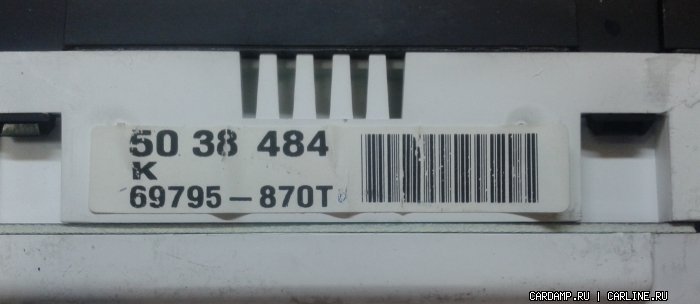 50 38 484
K
69795-870T
CARDAMP.RU | CARLINE.RU